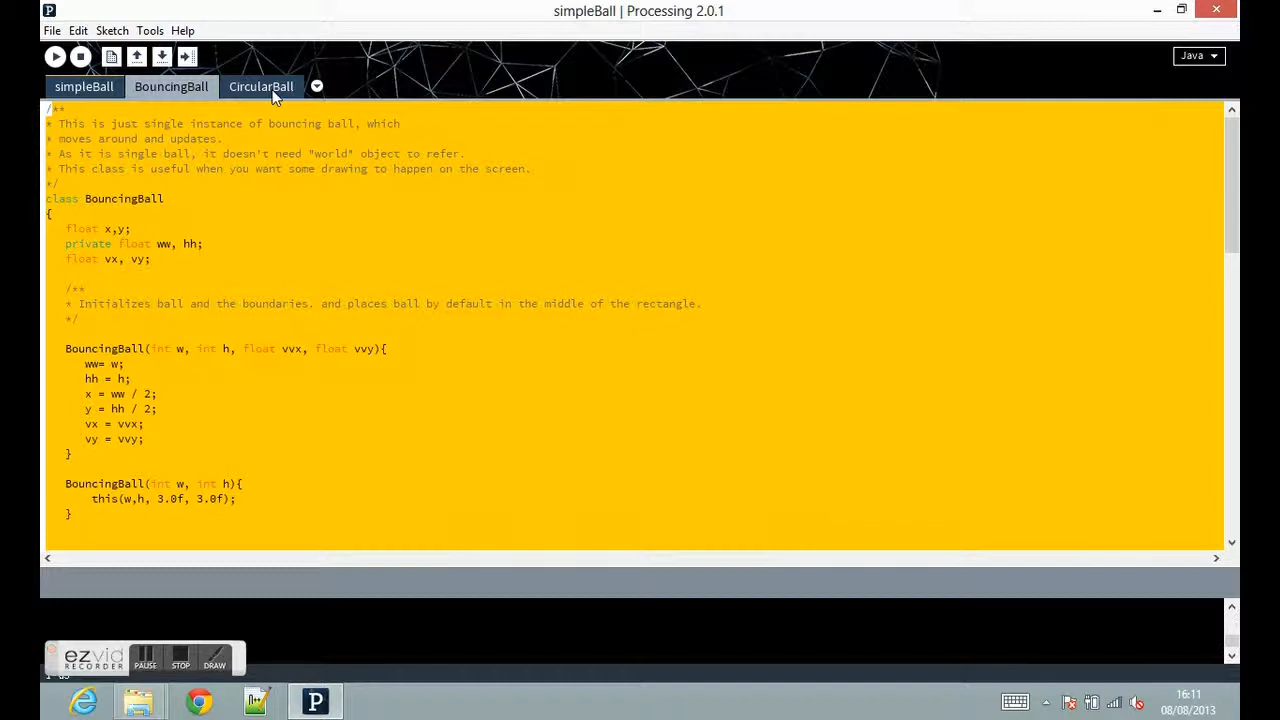 simpleBall | Processing 2.0.1
File Edit Sketch Tools Help
Java
simpleBall BouncingBall CircularBall
/**
* This is just single instance of bouncing ball, which
* moves around and updates.
* As it is single ball, it doesn't need "world" object to refer.
* This class is useful when you want some drawing to happen on the screen.
*/
class BouncingBall
{
float x,y;
private float ww, hh;
float vx, vy;
/**
* Initializes ball and the boundaries. and places ball by default in the middle of the rectangle.
*/
BouncingBall(int w, int h, float vvx, float vvy){
ww= w;
hh = h;
x = ww / 2;
y = hh / 2;
vx = vvx;
vy = vvy;
}
BouncingBall(int w, int h){
this(w,h, 3.0f, 3.0f);
}
ezvid
RECORDER
PAUSE STOP DRAW
16:11
08/08/2013